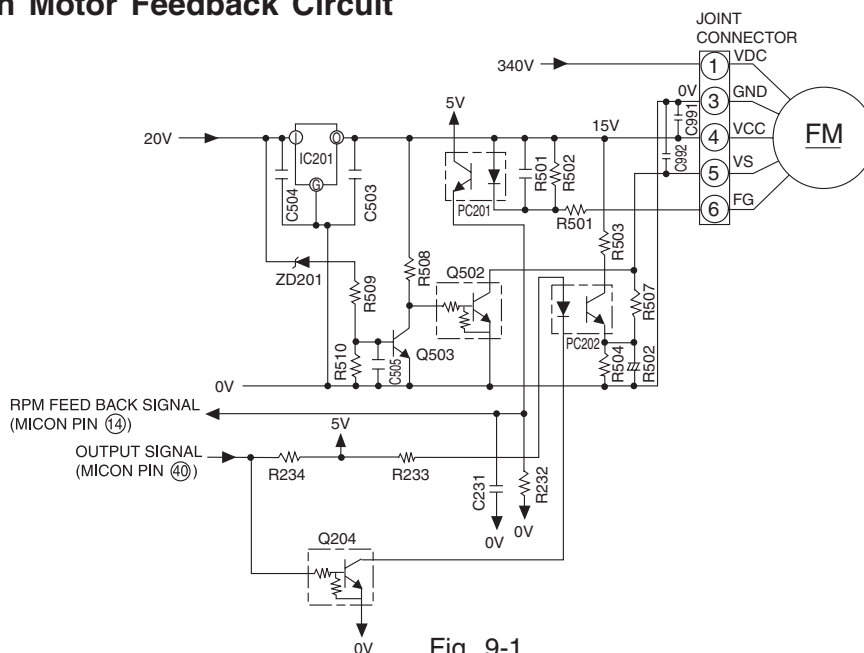 n Motor Feedback Circuit
JOINT
CONNECTOR
340V
1
VDC
0V
3
GND
C991
5V
15V
4
VCC
FM
20V
I
O
IC201
G
C992
5
VS
C504
C503
PC201
R501
R502
6
FG
R501
R503
ZD201
R509
R508
Q502
R507
PC202
R510
C505
Q503
R504
R502
0V
RPM FEED BACK SIGNAL
(MICON PIN 14)
5V
OUTPUT SIGNAL
(MICON PIN 40)
R234
R233
C231
R232
0V
0V
Q204
0V
Fig. 9-1